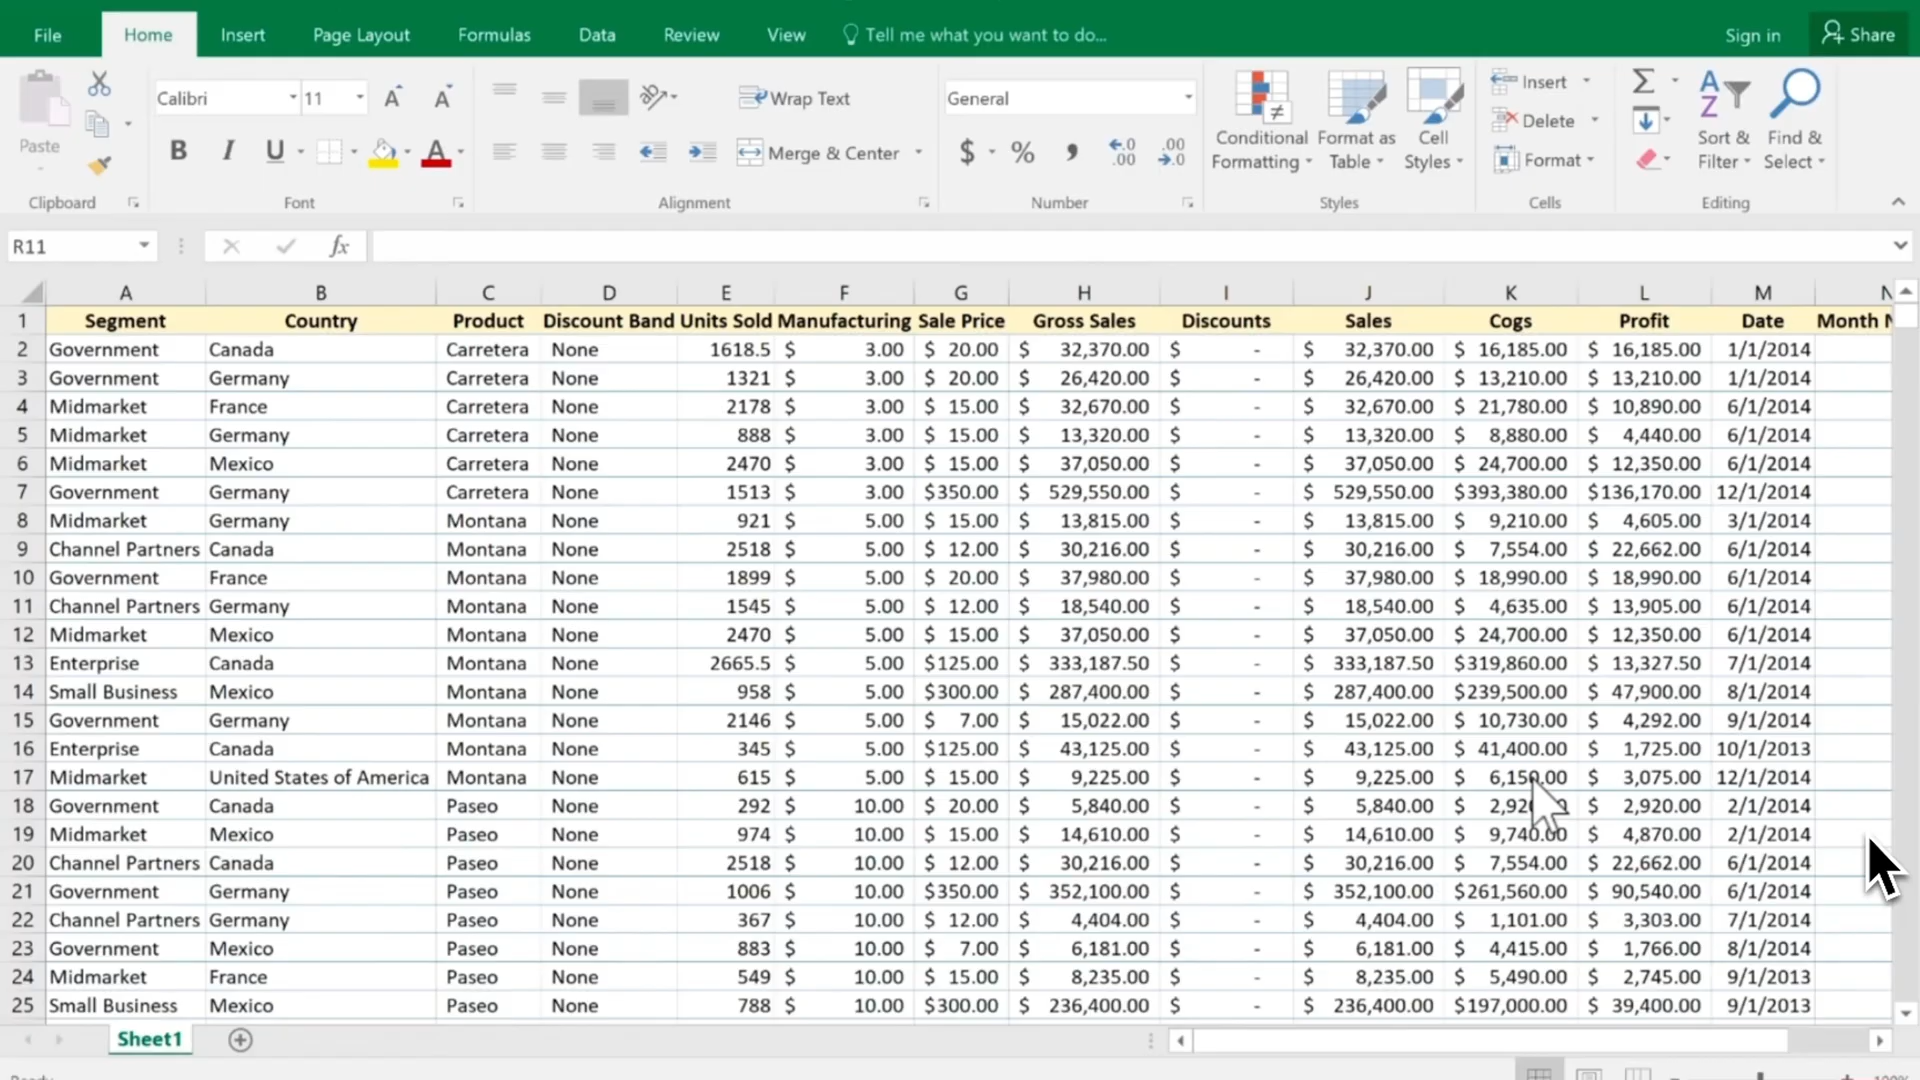 File Home Insert Page Layout Formulas Data Review View Tell me what you want to do... Sign in Share
Paste Calibri 11 A A Wrap Text General Conditional Formatting Format as Table Cell Styles Insert Delete Format Sort & Filter Find & Select
B I U A Merge & Center $ % , ←.0 .00 .00 →.0
Clipboard Font Alignment Number Styles Cells Editing
R11 fx
A B C D E F G H I J K L M N
1 Segment Country Product Discount Band Units Sold Manufacturing Sale Price Gross Sales Discounts Sales Cogs Profit Date Month N
2 Government Canada Carretera None 1618.5 $ 3.00 $ 20.00 $ 32,370.00 $ - $ 32,370.00 $ 16,185.00 $ 16,185.00 1/1/2014
3 Government Germany Carretera None 1321 $ 3.00 $ 20.00 $ 26,420.00 $ - $ 26,420.00 $ 13,210.00 $ 13,210.00 1/1/2014
4 Midmarket France Carretera None 2178 $ 3.00 $ 15.00 $ 32,670.00 $ - $ 32,670.00 $ 21,780.00 $ 10,890.00 6/1/2014
5 Midmarket Germany Carretera None 888 $ 3.00 $ 15.00 $ 13,320.00 $ - $ 13,320.00 $ 8,880.00 $ 4,440.00 6/1/2014
6 Midmarket Mexico Carretera None 2470 $ 3.00 $ 15.00 $ 37,050.00 $ - $ 37,050.00 $ 24,700.00 $ 12,350.00 6/1/2014
7 Government Germany Carretera None 1513 $ 3.00 $350.00 $ 529,550.00 $ - $ 529,550.00 $393,380.00 $136,170.00 12/1/2014
8 Midmarket Germany Montana None 921 $ 5.00 $ 15.00 $ 13,815.00 $ - $ 13,815.00 $ 9,210.00 $ 4,605.00 3/1/2014
9 Channel Partners Canada Montana None 2518 $ 5.00 $ 12.00 $ 30,216.00 $ - $ 30,216.00 $ 7,554.00 $ 22,662.00 6/1/2014
10 Government France Montana None 1899 $ 5.00 $ 20.00 $ 37,980.00 $ - $ 37,980.00 $ 18,990.00 $ 18,990.00 6/1/2014
11 Channel Partners Germany Montana None 1545 $ 5.00 $ 12.00 $ 18,540.00 $ - $ 18,540.00 $ 4,635.00 $ 13,905.00 6/1/2014
12 Midmarket Mexico Montana None 2470 $ 5.00 $ 15.00 $ 37,050.00 $ - $ 37,050.00 $ 24,700.00 $ 12,350.00 6/1/2014
13 Enterprise Canada Montana None 2665.5 $ 5.00 $125.00 $ 333,187.50 $ - $ 333,187.50 $319,860.00 $ 13,327.50 7/1/2014
14 Small Business Mexico Montana None 958 $ 5.00 $300.00 $ 287,400.00 $ - $ 287,400.00 $239,500.00 $ 47,900.00 8/1/2014
15 Government Germany Montana None 2146 $ 5.00 $ 7.00 $ 15,022.00 $ - $ 15,022.00 $ 10,730.00 $ 4,292.00 9/1/2014
16 Enterprise Canada Montana None 345 $ 5.00 $125.00 $ 43,125.00 $ - $ 43,125.00 $ 41,400.00 $ 1,725.00 10/1/2013
17 Midmarket United States of America Montana None 615 $ 5.00 $ 15.00 $ 9,225.00 $ - $ 9,225.00 $ 6,150.00 $ 3,075.00 12/1/2014
18 Government Canada Paseo None 292 $ 10.00 $ 20.00 $ 5,840.00 $ - $ 5,840.00 $ $ 2,920.00 2/1/2014
19 Midmarket Mexico Paseo None 974 $ 10.00 $ 15.00 $ 14,610.00 $ - $ 14,610.00 $ 9,740.00 $ 4,870.00 2/1/2014
20 Channel Partners Canada Paseo None 2518 $ 10.00 $ 12.00 $ 30,216.00 $ - $ 30,216.00 $ 7,554.00 $ 22,662.00 6/1/2014
21 Government Germany Paseo None 1006 $ 10.00 $350.00 $ 352,100.00 $ - $ 352,100.00 $261,560.00 $ 90,540.00 6/1/2014
22 Channel Partners Germany Paseo None 367 $ 10.00 $ 12.00 $ 4,404.00 $ - $ 4,404.00 $ 1,101.00 $ 3,303.00 7/1/2014
23 Government Mexico Paseo None 883 $ 10.00 $ 7.00 $ 6,181.00 $ - $ 6,181.00 $ 4,415.00 $ 1,766.00 8/1/2014
24 Midmarket France Paseo None 549 $ 10.00 $ 15.00 $ 8,235.00 $ - $ 8,235.00 $ 5,490.00 $ 2,745.00 9/1/2013
25 Small Business Mexico Paseo None 788 $ 10.00 $300.00 $ 236,400.00 $ - $ 236,400.00 $197,000.00 $ 39,400.00 9/1/2013
Sheet1